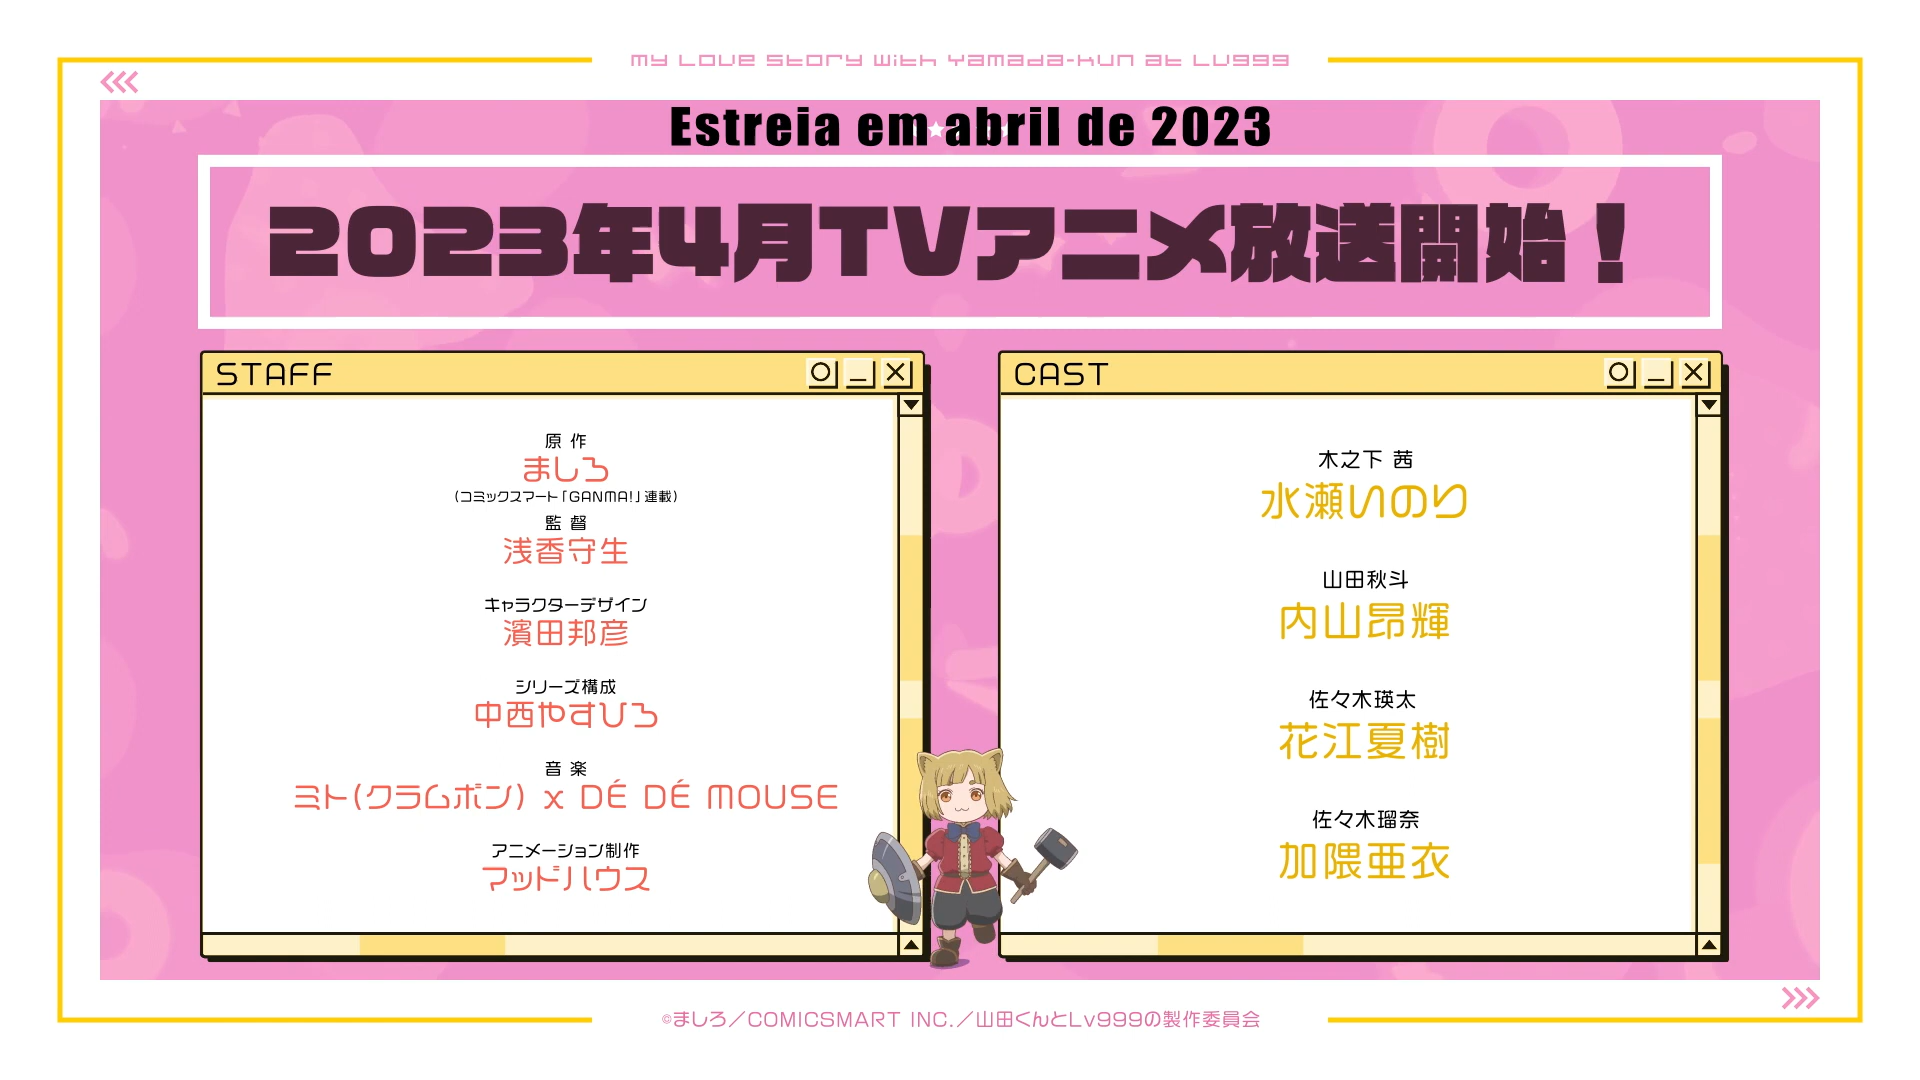 my Love Story With Yamada-kun at Lv999
Estreia em abril de 2023
2023年4月TVアニメ放送開始！
STAFF
原作
ましろ
（コミックスマート「GANMA!」連載）
監督
浅香守生
キャラクターデザイン
濱田邦彦
シリーズ構成
中西やすひろ
音楽
ミト（クラムボン） x DÉ DÉ MOUSE
アニメーション制作
マッドハウス
CAST
木之下 茜
水瀬いのり
山田秋斗
内山昂輝
佐々木瑛太
花江夏樹
佐々木瑠奈
加隈亜衣
©ましろ／COMICSMART INC.／山田くんとLv999の製作委員会